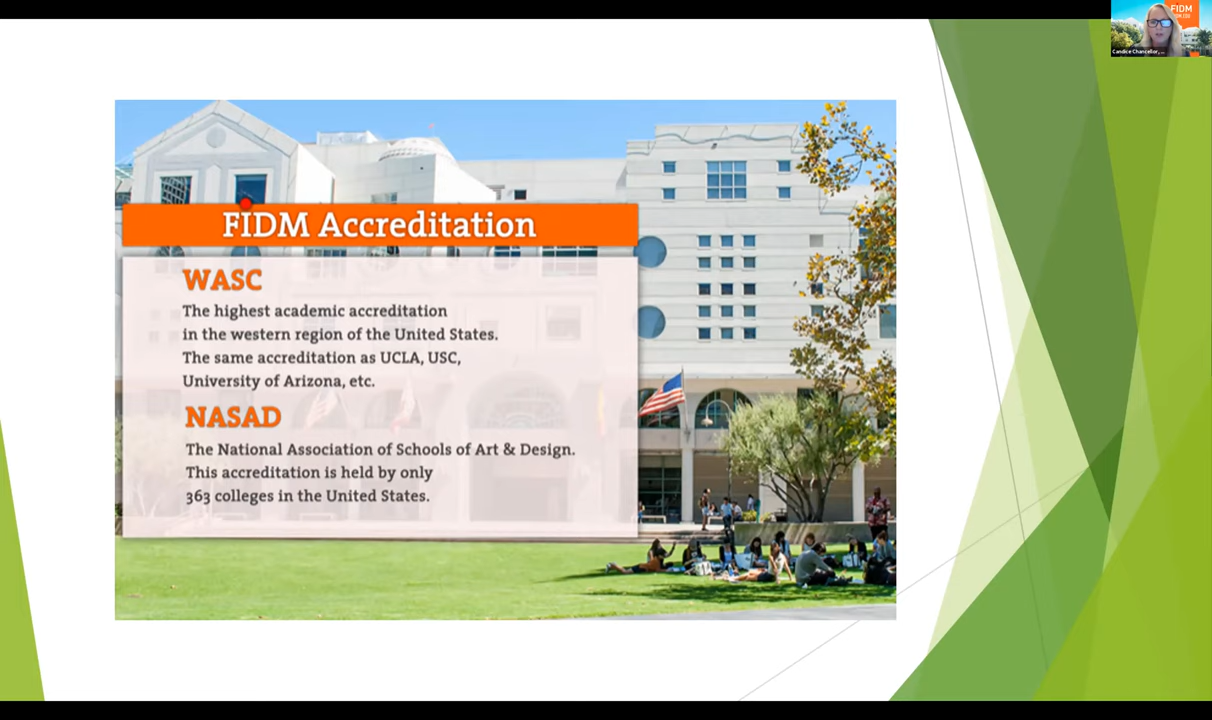 FIDM
Candice Chancellor, ...
FIDM Accreditation
WASC
The highest academic accreditation
in the western region of the United States.
The same accreditation as UCLA, USC,
University of Arizona, etc.
NASAD
The National Association of Schools of Art & Design.
This accreditation is held by only
363 colleges in the United States.